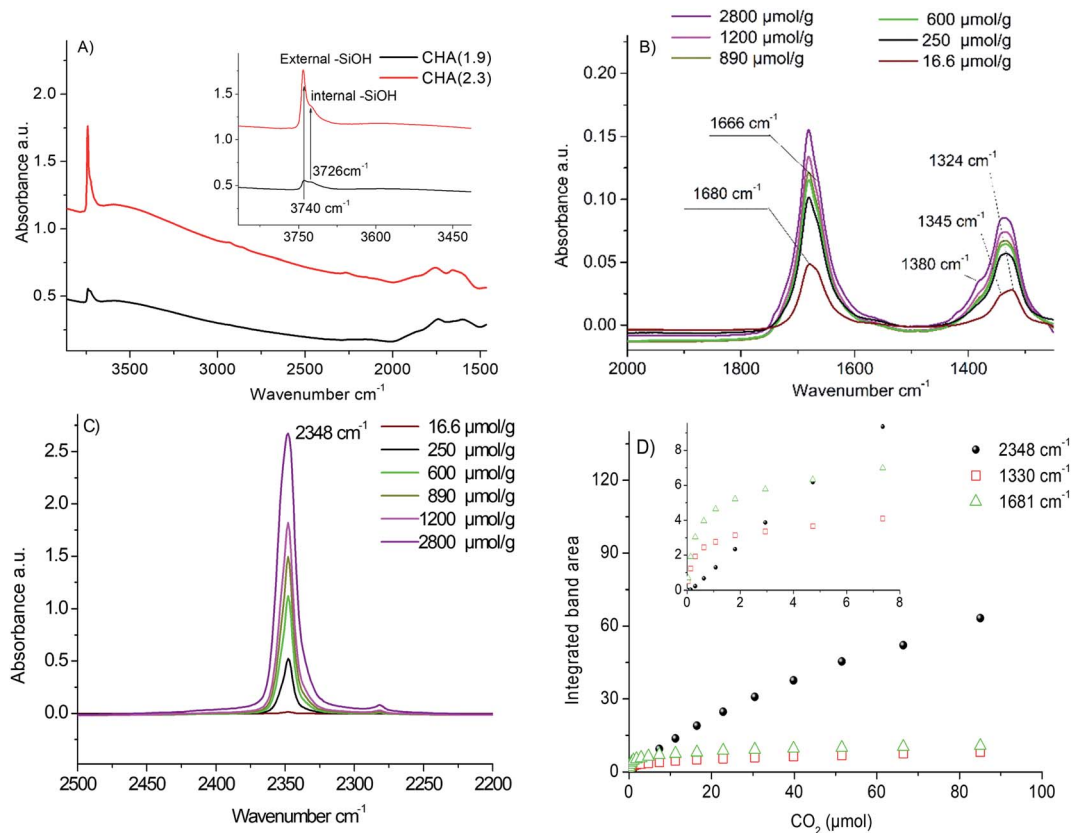 A)
CHA(1.9)
CHA(2.3)
External -SiOH
internal -SiOH
3726cm-1
3740 cm-1
1.5
1.0
0.5
3750 3600 3450
2.0
1.5
1.0
0.5
3500 3000 2500 2000 1500
Absorbance a.u.
Wavenumber cm-1
B)
2800 µmol/g
1200 µmol/g
890 µmol/g
600 µmol/g
250 µmol/g
16.6 µmol/g
1666 cm-1
1680 cm-1
1324 cm-1
1345 cm-1
1380 cm-1
0.20
0.15
0.10
0.05
0.00
2000 1800 1600 1400
Absorbance a.u.
Wavenumber cm-1
C)
2348 cm-1
16.6 µmol/g
250 µmol/g
600 µmol/g
890 µmol/g
1200 µmol/g
2800 µmol/g
2.5
2.0
1.5
1.0
0.5
0.0
2500 2450 2400 2350 2300 2250 2200
Absorbance a.u.
Wavenumber cm-1
D)
2348 cm-1
1330 cm-1
1681 cm-1
8
6
4
2
0
0 2 4 6 8
120
90
60
30
0
0 20 40 60 80 100
Integrated band area
CO2 (µmol)